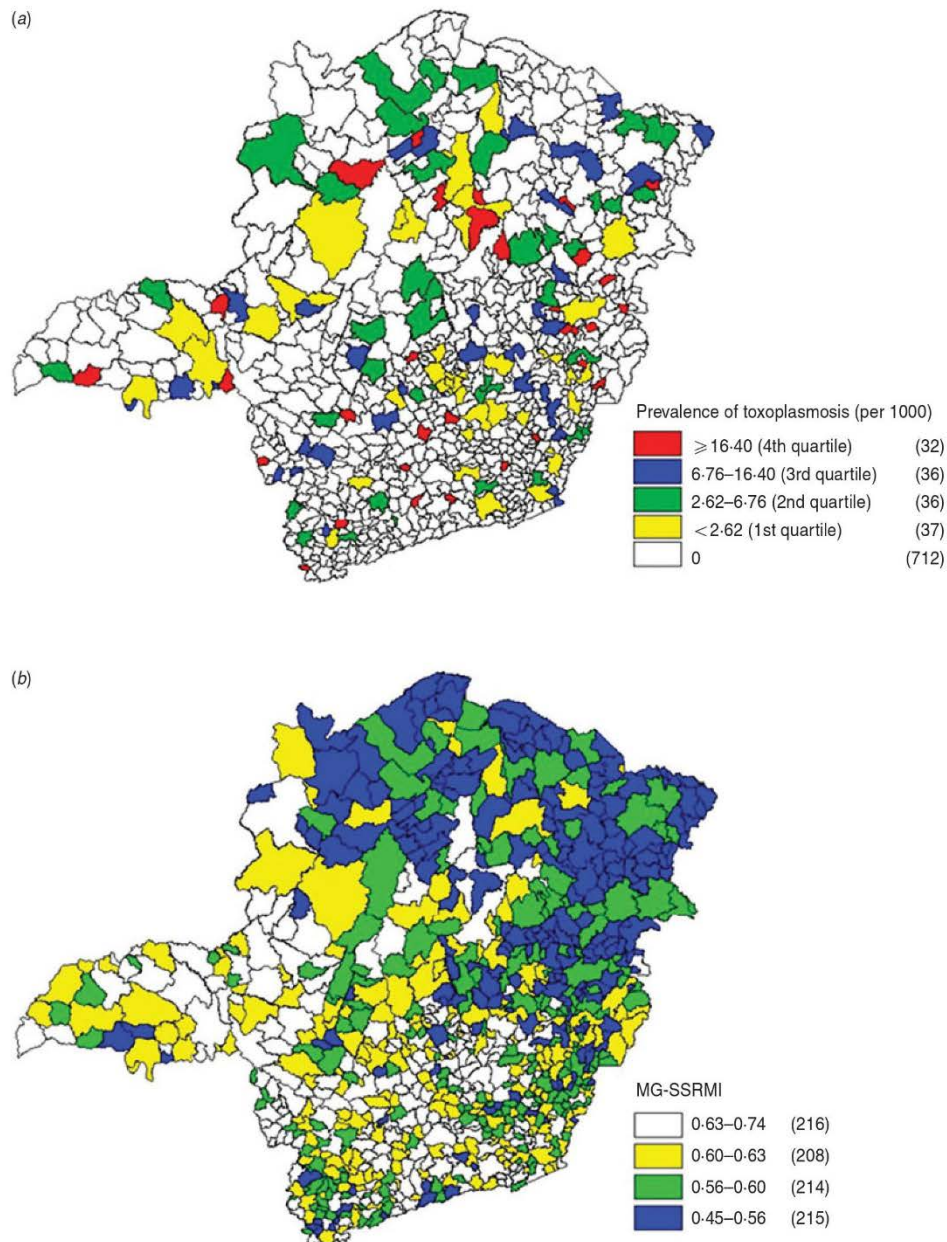 (a)
Prevalence of toxoplasmosis (per 1000)
⩾16·40 (4th quartile) (32)
6·76–16·40 (3rd quartile) (36)
2·62–6·76 (2nd quartile) (36)
<2·62 (1st quartile) (37)
0 (712)
(b)
MG-SSRMI
0·63–0·74 (216)
0·60–0·63 (208)
0·56–0·60 (214)
0·45–0·56 (215)